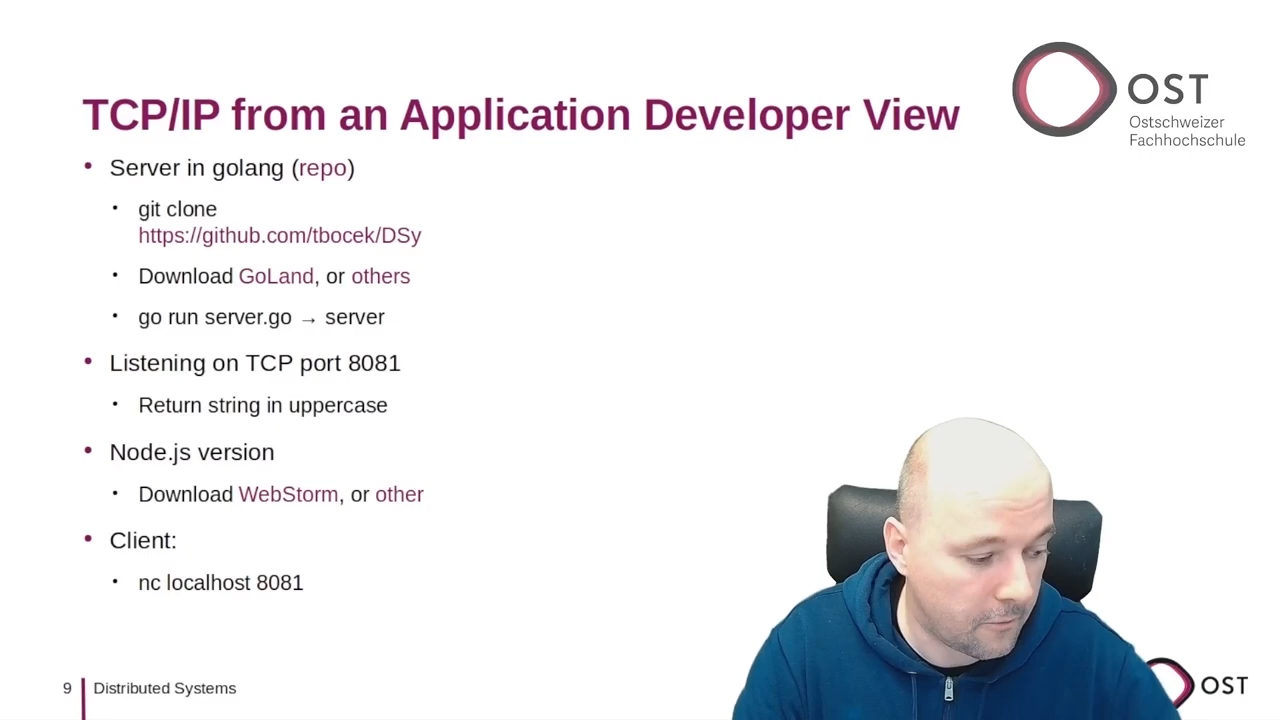 OST
Ostschweizer
Fachhochschule
TCP/IP from an Application Developer View
• Server in golang (repo)
• git clone
https://github.com/tbocek/DSy
• Download GoLand, or others
• go run server.go → server
• Listening on TCP port 8081
• Return string in uppercase
• Node.js version
• Download WebStorm, or other
• Client:
• nc localhost 8081
9 Distributed Systems
OST